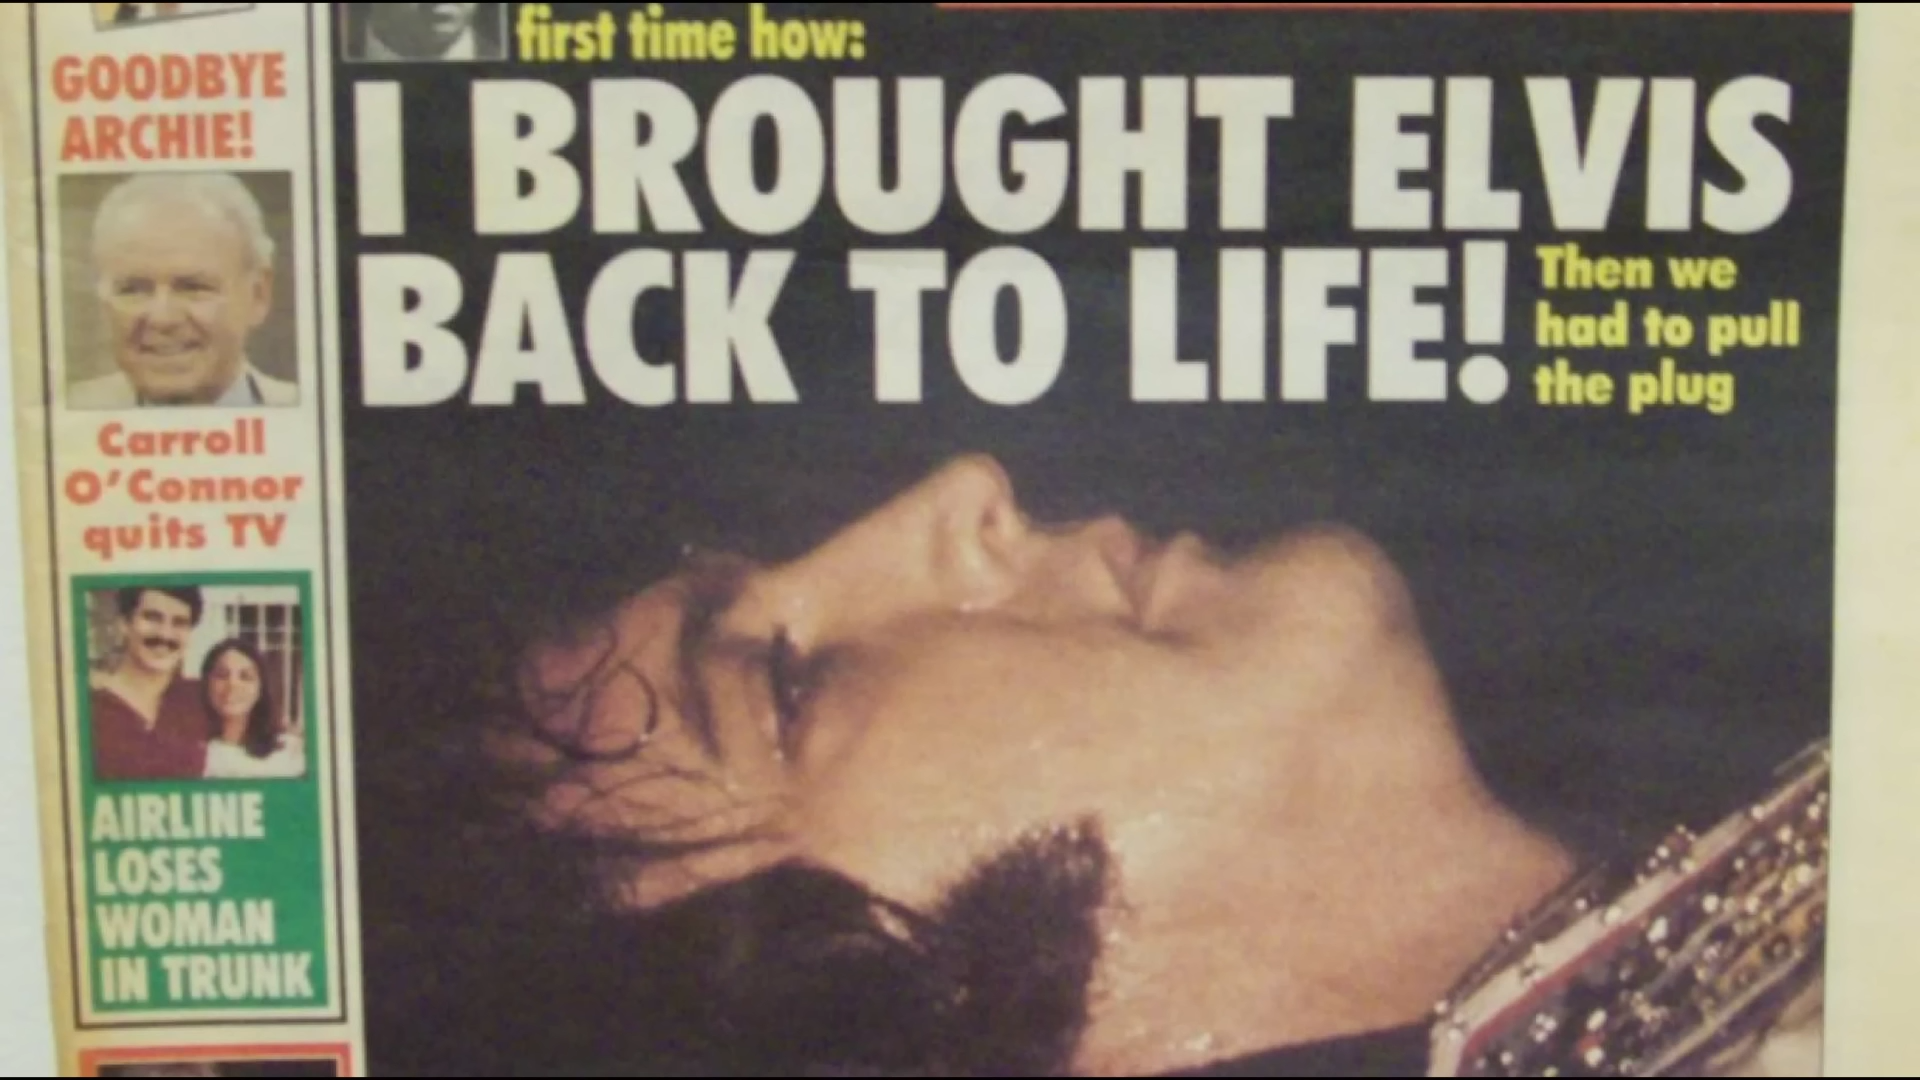 GOODBYE
ARCHIE!
Carroll
O'Connor
quits TV
AIRLINE
LOSES
WOMAN
IN TRUNK
first time how:
I BROUGHT ELVIS
BACK TO LIFE!
Then we
had to pull
the plug